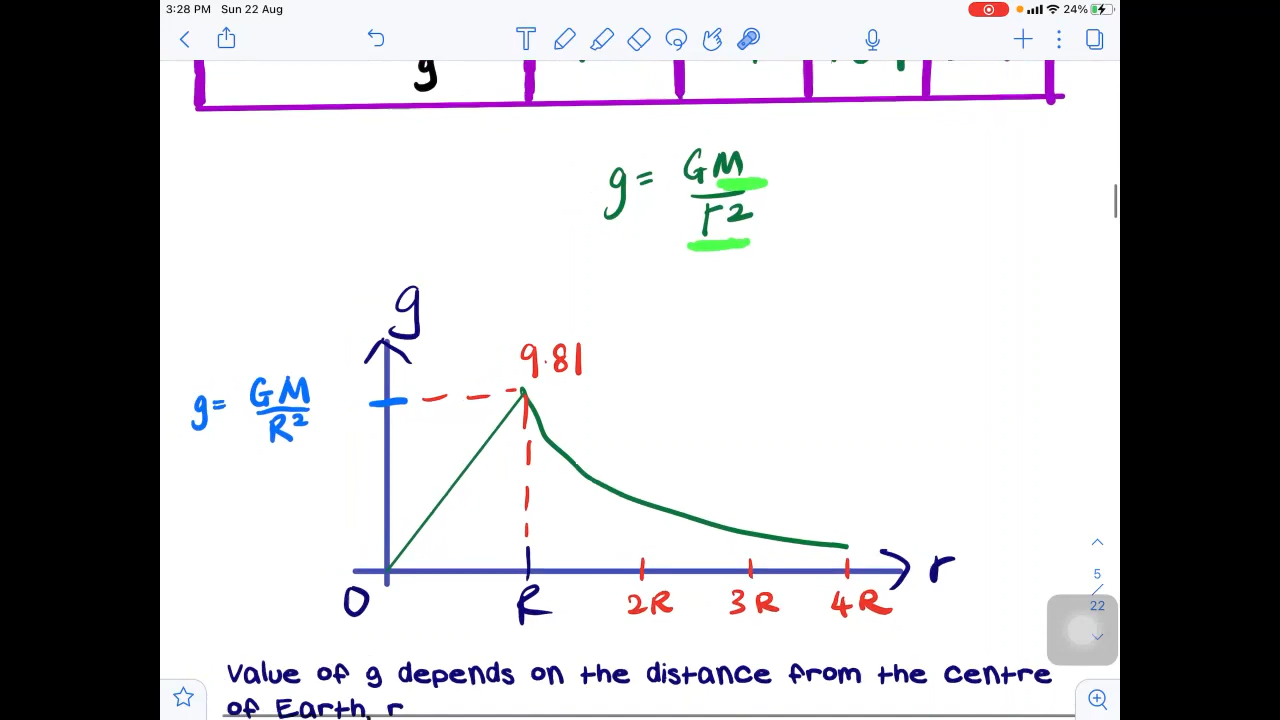 3:28 PM Sun 22 Aug 24%
T
g
g = GM / r2
g
9.81
g = GM / R2
5 / 22
O R 2R 3R 4R r
Value of g depends on the distance from the centre
of Earth, r